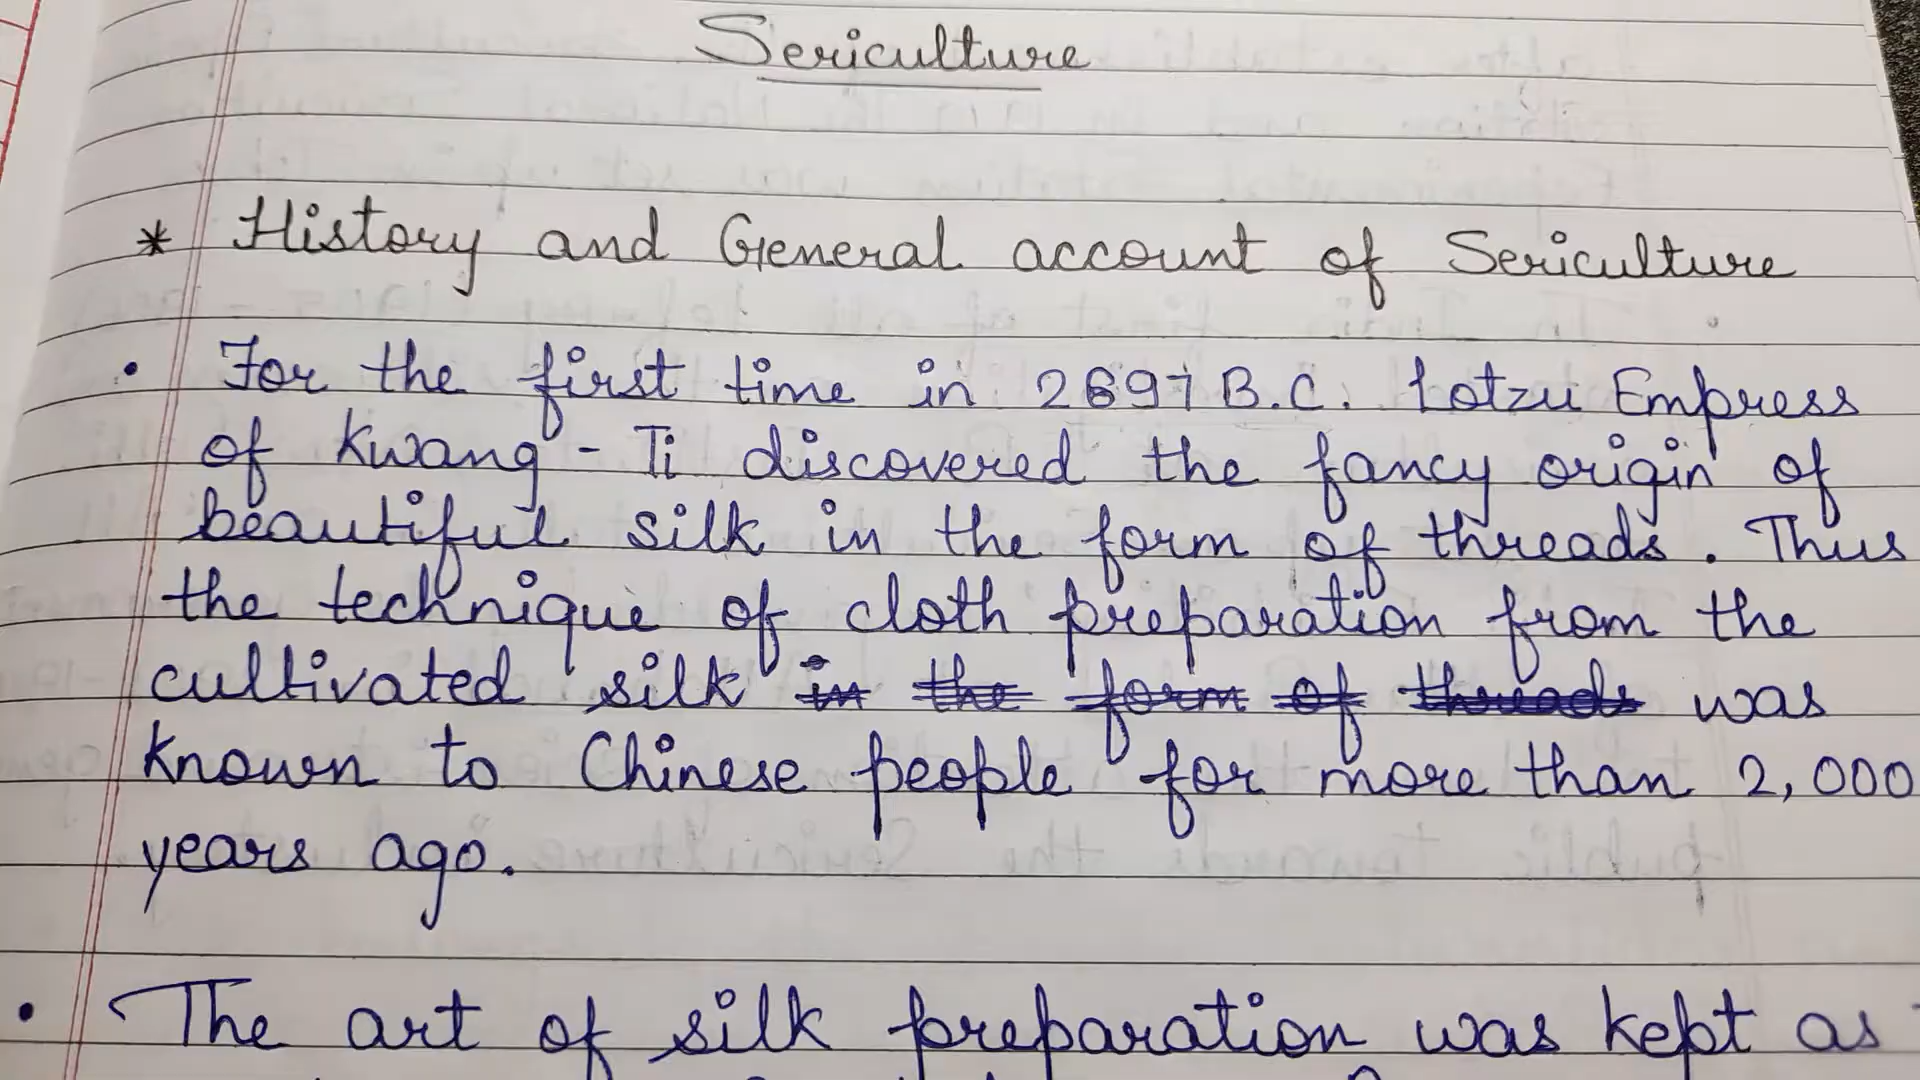 Sericulture
* History and General account of Sericulture
• For the first time in 2697 B.C. Lotzu Empress
of Kwang-Ti discovered the fancy origin of
beautiful silk in the form of threads. Thus
the technique of cloth preparation from the
cultivated silk in the form of threads was
known to Chinese people for more than 2,000
years ago.
• The art of silk preparation was kept as